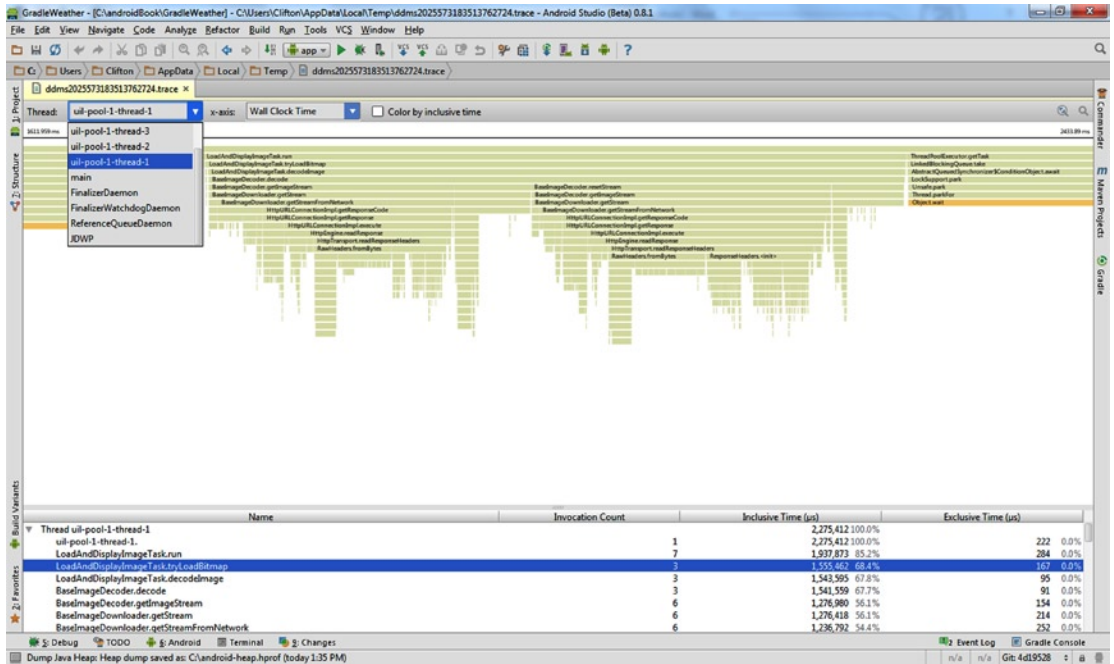 GradleWeather - [C:\androidBook\GradleWeather] - C:\Users\Clifton\AppData\Local\Temp\ddms2025573183513762724.trace - Android Studio (Beta) 0.8.1
File Edit View Navigate Code Analyze Refactor Build Run Tools VCS Window Help
app
C: Users Clifton AppData Local Temp ddms2025573183513762724.trace
1: Project
ddms2025573183513762724.trace
Thread: uil-pool-1-thread-1 x-axis: Wall Clock Time Color by inclusive time
2433.89 ms
uil-pool-1-thread-3
uil-pool-1-thread-2
uil-pool-1-thread-1
main
FinalizerDaemon
FinalizerWatchdogDaemon
ReferenceQueueDaemon
JDWP
Commander
Maven Projects
Gradle
Z: Structure
LoadAndDisplayImageTask.run
LoadAndDisplayImageTask.tryLoadBitmap
LoadAndDisplayImageTask.decodeImage
BaseImageDecoder.decode
BaseImageDecoder.getImageStream
BaseImageDownloader.getStream
BaseImageDownloader.getStreamFromNetwork
HttpURLConnectionImpl.getResponseCode
HttpURLConnectionImpl.getResponse
HttpURLConnectionImpl.execute
HttpEngine.readResponse
HttpTransport.readResponseHeaders
RawHeaders.fromBytes
BaseImageDecoder.resetStream
BaseImageDecoder.getImageStream
BaseImageDownloader.getStream
BaseImageDownloader.getStreamFromNetwork
HttpURLConnectionImpl.getResponseCode
HttpURLConnectionImpl.getResponse
HttpURLConnectionImpl.execute
HttpEngine.readResponse
HttpTransport.readResponseHeaders
RawHeaders.fromBytes ResponseHeaders.<init>
ThreadPoolExecutor.getTask
LinkedBlockingQueue.take
AbstractQueuedSynchronizer$ConditionObject.await
LockSupport.park
Unsafe.park
Thread.parkFor
Object.wait
Build Variants
2: Favorites
Name Invocation Count Inclusive Time (µs) Exclusive Time (µs)
Thread uil-pool-1-thread-1 2,275,412 100.0%
uil-pool-1-thread-1. 1 2,275,412 100.0% 222 0.0%
LoadAndDisplayImageTask.run 7 1,937,873 85.2% 284 0.0%
LoadAndDisplayImageTask.tryLoadBitmap 3 1,555,462 68.4% 167 0.0%
LoadAndDisplayImageTask.decodeImage 3 1,543,595 67.8% 95 0.0%
BaseImageDecoder.decode 3 1,541,559 67.7% 91 0.0%
BaseImageDecoder.getImageStream 6 1,276,980 56.1% 154 0.0%
BaseImageDownloader.getStream 6 1,276,418 56.1% 214 0.0%
BaseImageDownloader.getStreamFromNetwork 6 1,236,792 54.4% 252 0.0%
5: Debug TODO 6: Android Terminal 9: Changes Event Log Gradle Console
Dump Java Heap: Heap dump saved as: C:\android-heap.hprof (today 1:35 PM) n/a n/a Git: 4d19528